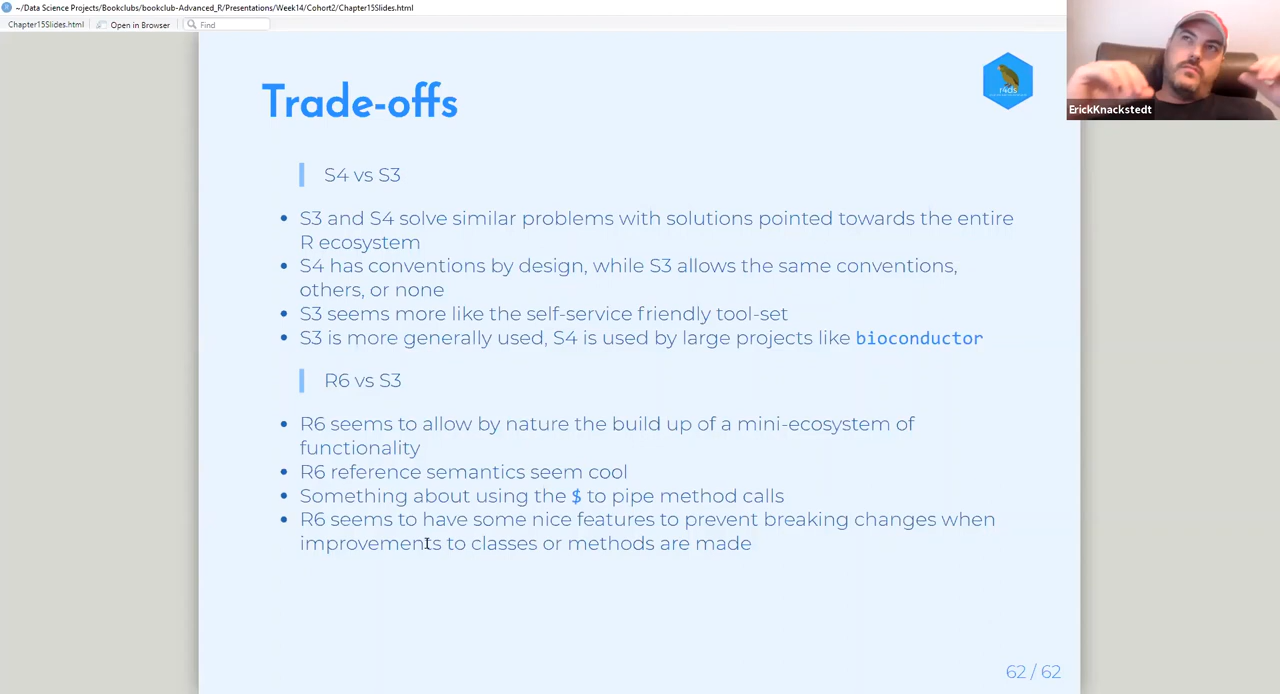 ~/Data Science Projects/Bookclubs/bookclub-Advanced_R/Presentations/Week14/Cohort2/Chapter15Slides.html
Chapter15Slides.html
Open in Browser
Find
ErickKnackstedt
r4ds
Trade-offs
S4 vs S3
• S3 and S4 solve similar problems with solutions pointed towards the entire
R ecosystem
• S4 has conventions by design, while S3 allows the same conventions,
others, or none
• S3 seems more like the self-service friendly tool-set
• S3 is more generally used, S4 is used by large projects like bioconductor
R6 vs S3
• R6 seems to allow by nature the build up of a mini-ecosystem of
functionality
• R6 reference semantics seem cool
• Something about using the $ to pipe method calls
• R6 seems to have some nice features to prevent breaking changes when
improvements to classes or methods are made
62 / 62